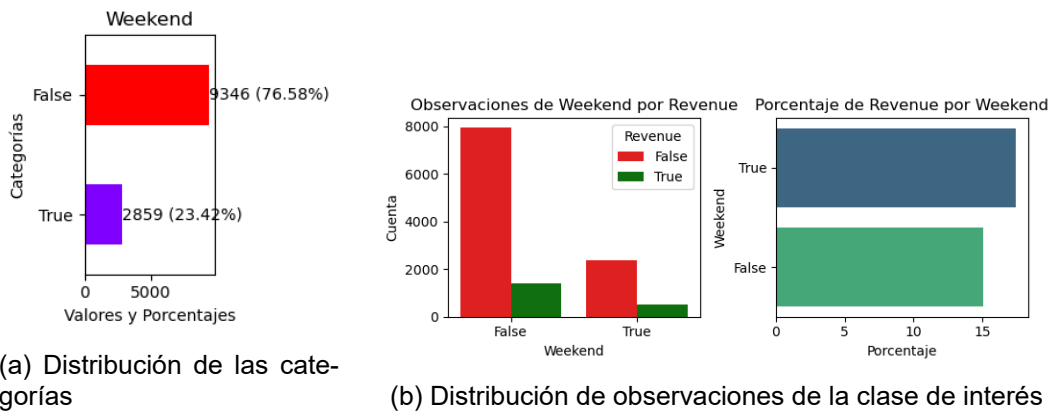 Weekend
Categorías
False
9346 (76.58%)
True
2859 (23.42%)
0
5000
Valores y Porcentajes
(a) Distribución de las cate-
gorías
Observaciones de Weekend por Revenue
Cuenta
8000
6000
4000
2000
0
Revenue
False
True
False
True
Weekend
Porcentaje de Revenue por Weekend
Weekend
True
False
0
5
10
15
Porcentaje
(b) Distribución de observaciones de la clase de interés